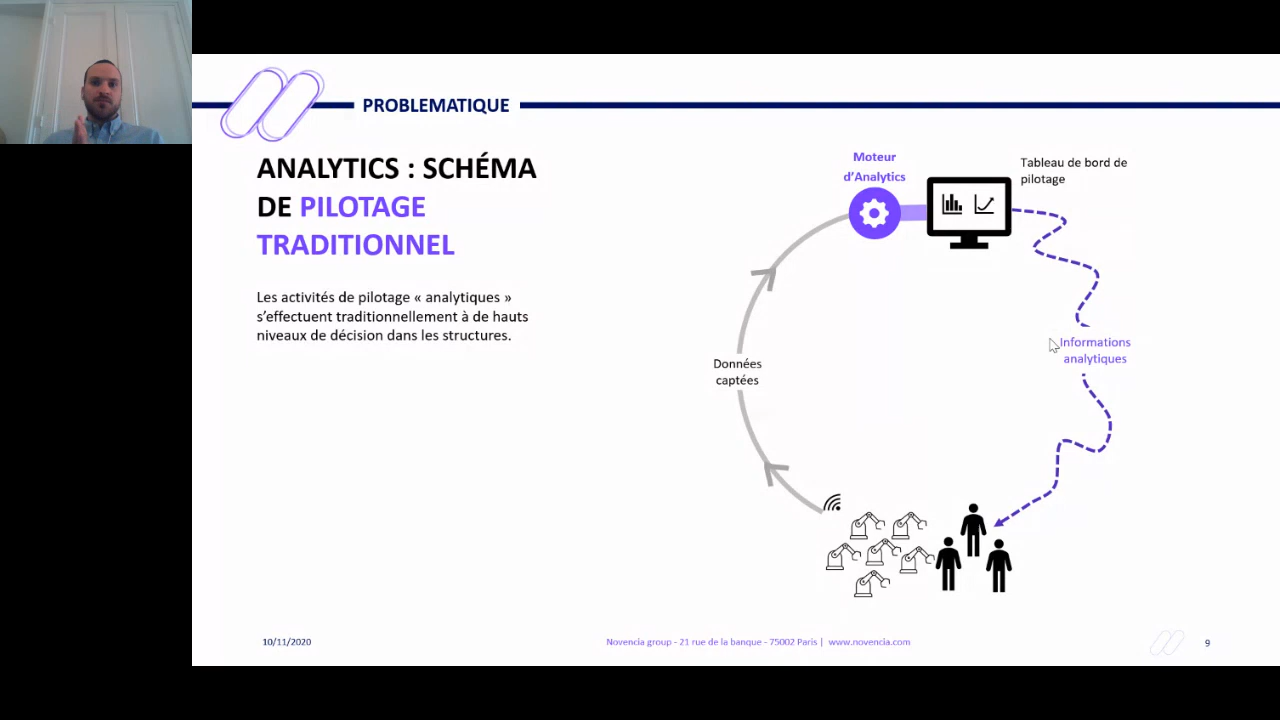 PROBLEMATIQUE
ANALYTICS : SCHÉMA
DE PILOTAGE
TRADITIONNEL
Les activités de pilotage « analytiques »
s'effectuent traditionnellement à de hauts
niveaux de décision dans les structures.
Moteur
d'Analytics
Tableau de bord de
pilotage
Informations
analytiques
Données
captées
10/11/2020
Novencia group - 21 rue de la banque - 75002 Paris | www.novencia.com
9